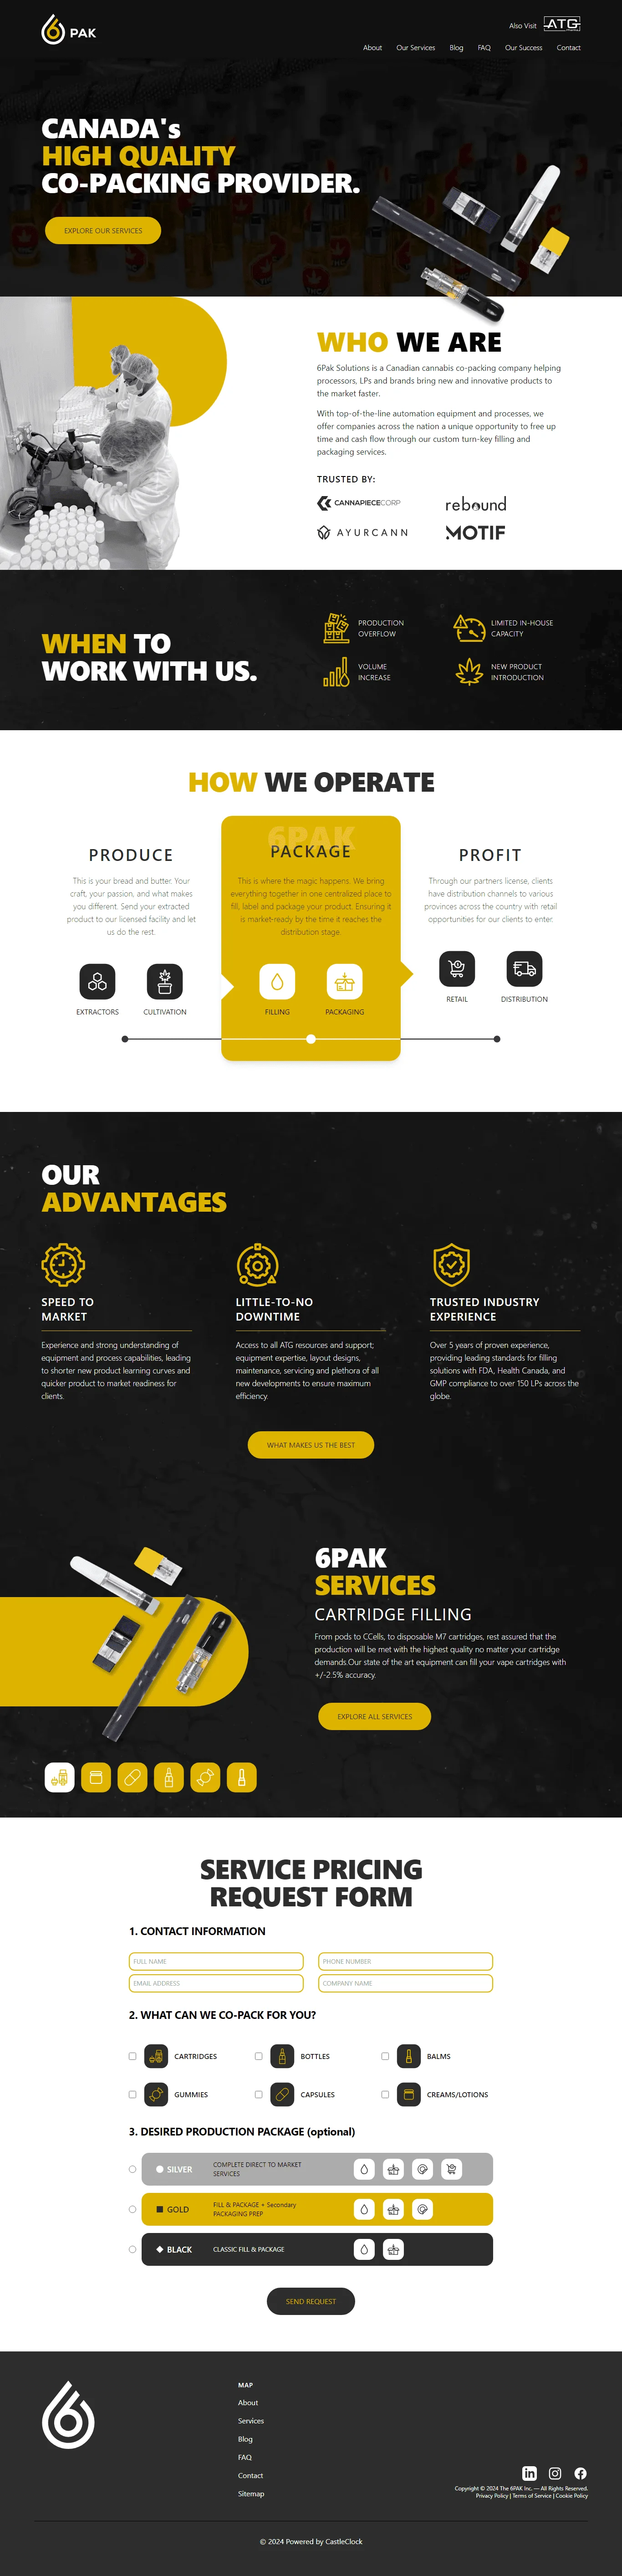 6 PAK
Also Visit ATG
About Our Services Blog FAQ Our Success Contact
CANADA's
HIGH QUALITY
CO-PACKING PROVIDER.
EXPLORE OUR SERVICES
WHO WE ARE
6Pak Solutions is a Canadian cannabis co-packing company helping
processors, LPs and brands bring new and innovative products to
the market faster.
With top-of-the-line automation equipment and processes, we
offer companies across the nation a unique opportunity to free up
time and cash flow through our custom turn-key filling and
packaging services.
TRUSTED BY:
CANNAPIECECORP rebound
AYURCANN MOTIF
WHEN TO
WORK WITH US.
PRODUCTION
OVERFLOW
LIMITED IN-HOUSE
CAPACITY
VOLUME
INCREASE
NEW PRODUCT
INTRODUCTION
HOW WE OPERATE
PRODUCE
This is your bread and butter. Your
craft, your passion, and what makes
you different. Send your extracted
product to our licensed facility and let
us do the rest.
EXTRACTORS CULTIVATION
6PAK
PACKAGE
This is where the magic happens. We bring
everything together in one centralized place to
fill, label and package your product. Ensuring it
is market-ready by the time it reaches the
distribution stage.
FILLING PACKAGING
PROFIT
Through our partners license, clients
have distribution channels to various
provinces across the country with retail
opportunities for our clients to enter.
RETAIL DISTRIBUTION
OUR
ADVANTAGES
SPEED TO
MARKET
Experience and strong understanding of
equipment and process capabilities, leading
to shorter new product learning curves and
quicker product to market readiness for
clients.
LITTLE-TO-NO
DOWNTIME
Access to all ATG resources and support;
equipment expertise, layout designs,
maintenance, servicing and plethora of all
new developments to ensure maximum
efficiency.
TRUSTED INDUSTRY
EXPERIENCE
Over 5 years of proven experience,
providing leading standards for filling
solutions with FDA, Health Canada, and
GMP compliance to over 150 LPs across the
globe.
WHAT MAKES US THE BEST
6PAK
SERVICES
CARTRIDGE FILLING
From pods to CCells, to disposable M7 cartridges, rest assured that the
production will be met with the highest quality no matter your cartridge
demands.Our state of the art equipment can fill your vape cartridges with
+/-2.5% accuracy.
EXPLORE ALL SERVICES
SERVICE PRICING
REQUEST FORM
1. CONTACT INFORMATION
FULL NAME PHONE NUMBER
EMAIL ADDRESS COMPANY NAME
2. WHAT CAN WE CO-PACK FOR YOU?
CARTRIDGES BOTTLES BALMS
GUMMIES CAPSULES CREAMS/LOTIONS
3. DESIRED PRODUCTION PACKAGE (optional)
SILVER COMPLETE DIRECT TO MARKET
SERVICES
GOLD FILL & PACKAGE + Secondary
PACKAGING PREP
BLACK CLASSIC FILL & PACKAGE
SEND REQUEST
MAP
About
Services
Blog
FAQ
Contact
Sitemap
Copyright © 2024 The 6PAK Inc. — All Rights Reserved.
Privacy Policy | Terms of Service | Cookie Policy
© 2024 Powered by CastleClock